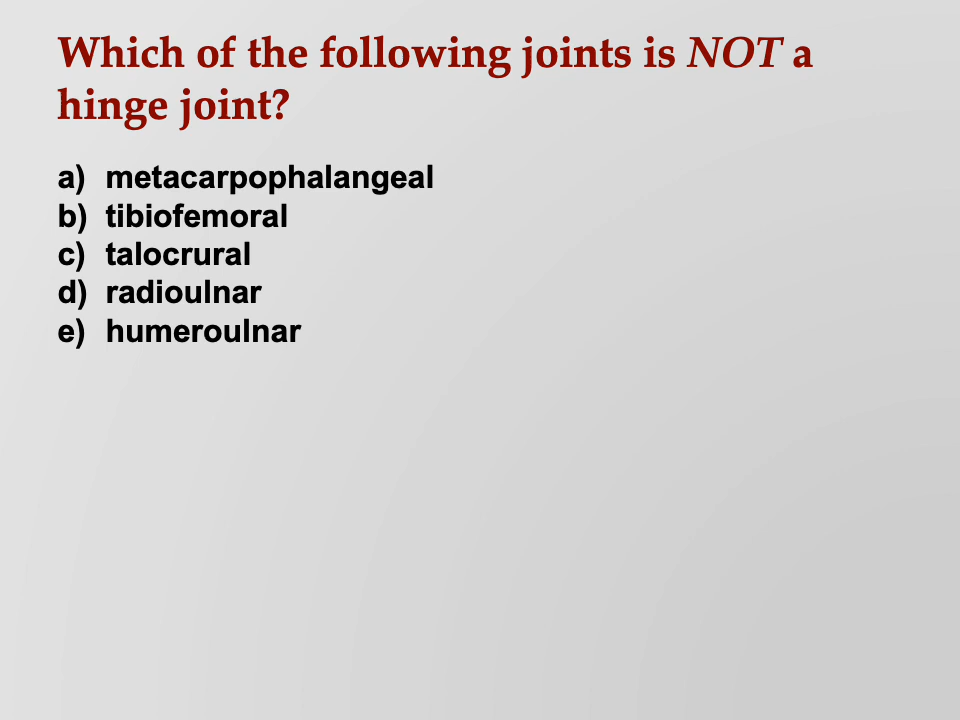 Which of the following joints is NOT a
hinge joint?
a) metacarpophalangeal
b) tibiofemoral
c) talocrural
d) radioulnar
e) humeroulnar